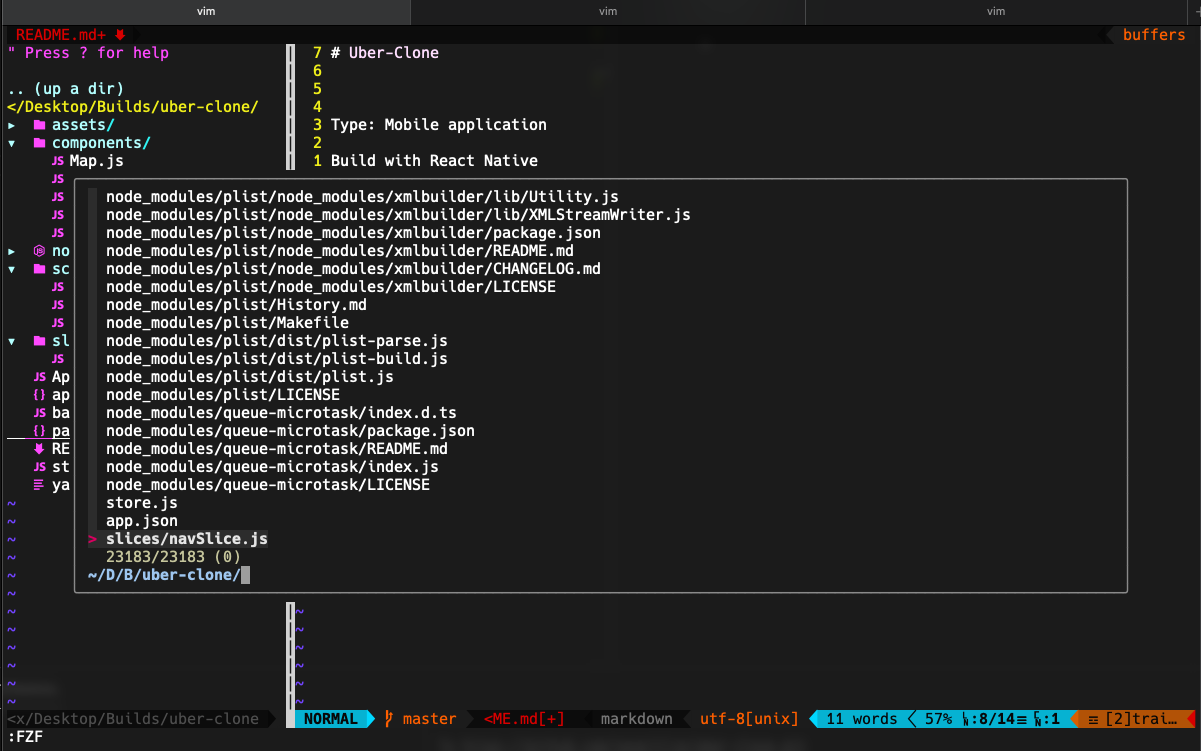 vim vim vim
README.md+ buffers
" Press ? for help
.. (up a dir)
</Desktop/Builds/uber-clone/
assets/
components/
JS Map.js
JS
JS
JS
JS
no
sc
JS
JS
JS
sl
JS
JS Ap
{} ap
JS ba
{} pa
RE
JS st
ya
~
~
~
~
~
~
~
~
~
~
~
~
7 # Uber-Clone
6
5
4
3 Type: Mobile application
2
1 Build with React Native
node_modules/plist/node_modules/xmlbuilder/lib/Utility.js
node_modules/plist/node_modules/xmlbuilder/lib/XMLStreamWriter.js
node_modules/plist/node_modules/xmlbuilder/package.json
node_modules/plist/node_modules/xmlbuilder/README.md
node_modules/plist/node_modules/xmlbuilder/CHANGELOG.md
node_modules/plist/node_modules/xmlbuilder/LICENSE
node_modules/plist/History.md
node_modules/plist/Makefile
node_modules/plist/dist/plist-parse.js
node_modules/plist/dist/plist-build.js
node_modules/plist/dist/plist.js
node_modules/plist/LICENSE
node_modules/queue-microtask/index.d.ts
node_modules/queue-microtask/package.json
node_modules/queue-microtask/README.md
node_modules/queue-microtask/index.js
node_modules/queue-microtask/LICENSE
store.js
app.json
> slices/navSlice.js
23183/23183 (0)
~/D/B/uber-clone/
~
~
~
~
~
~
<x/Desktop/Builds/uber-clone NORMAL master <ME.md[+] markdown utf-8[unix] 11 words 57% ㏑:8/14≡ ℅:1 [2]trai…
:FZF